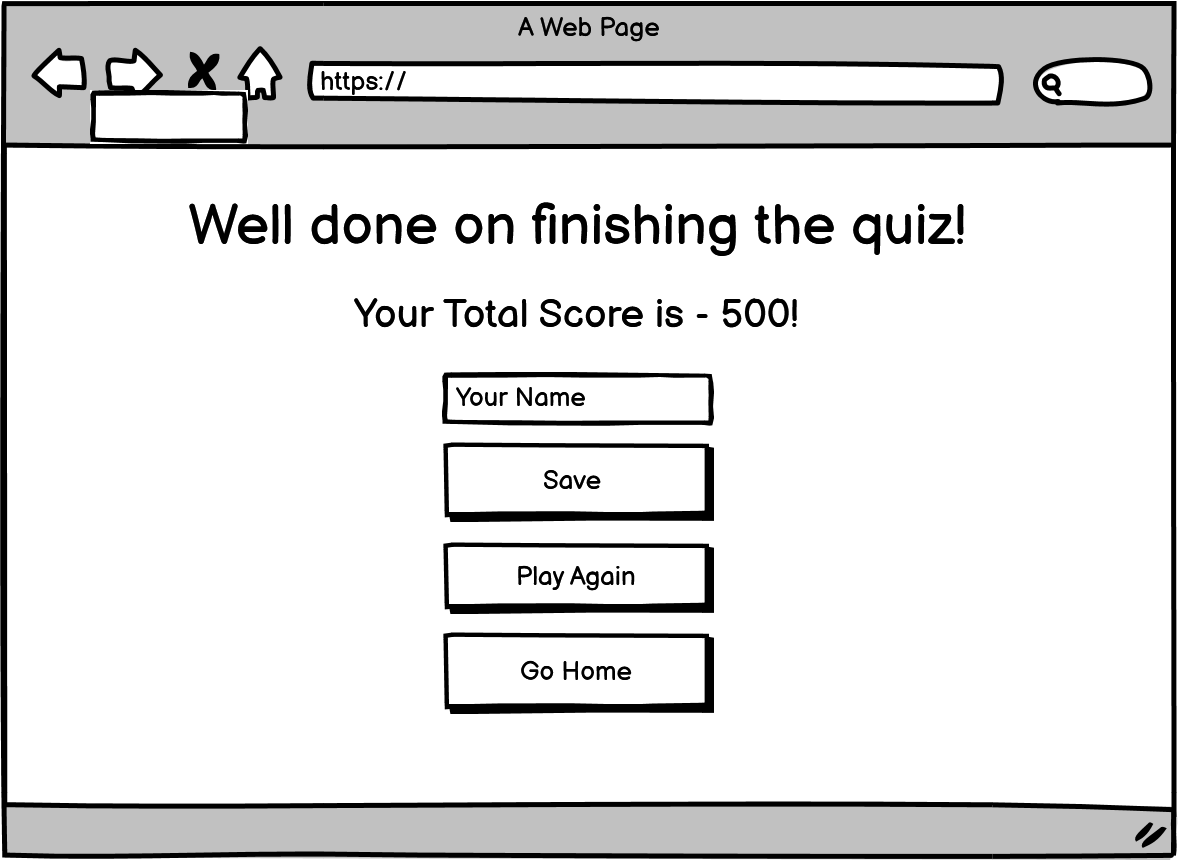 A Web Page
https://
Well done on finishing the quiz!
Your Total Score is - 500!
Your Name
Save
Play Again
Go Home